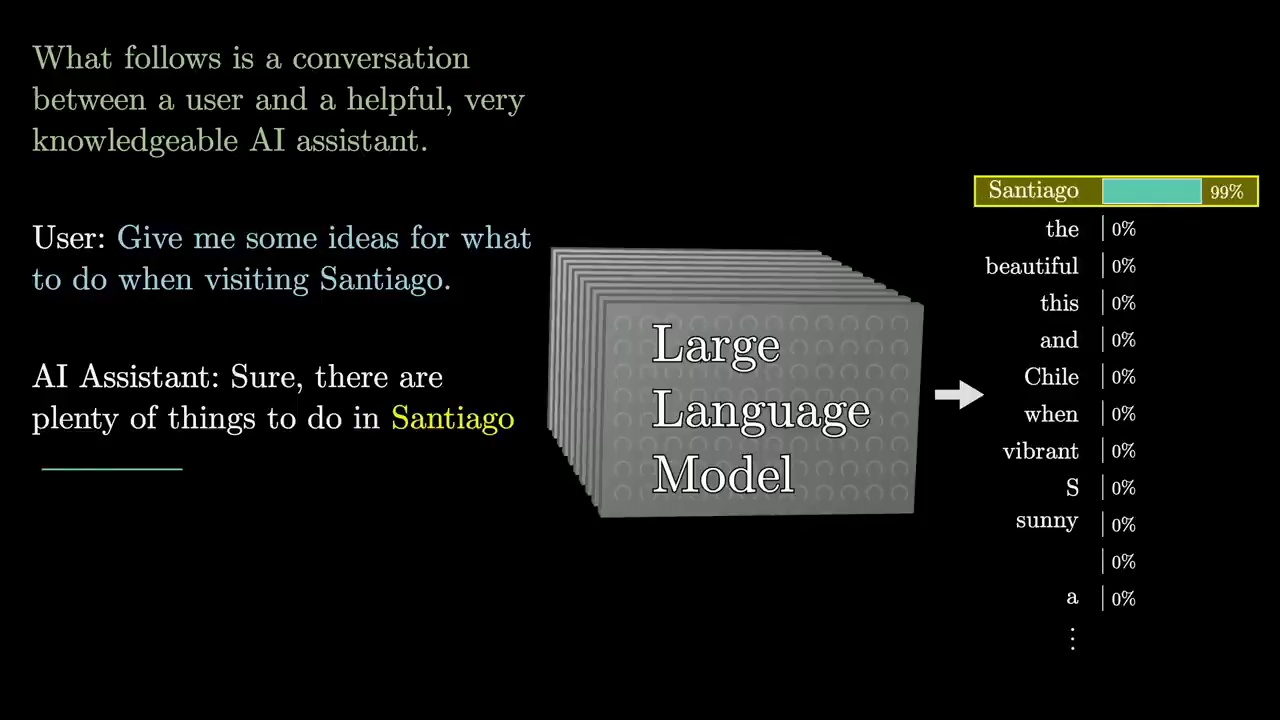 What follows is a conversation
between a user and a helpful, very
knowledgeable AI assistant.
User: Give me some ideas for what
to do when visiting Santiago.
AI Assistant: Sure, there are
plenty of things to do in Santiago
Large
Language
Model
Santiago 99%
the 0%
beautiful 0%
this 0%
and 0%
Chile 0%
when 0%
vibrant 0%
S 0%
sunny 0%
0%
a 0%
⋮